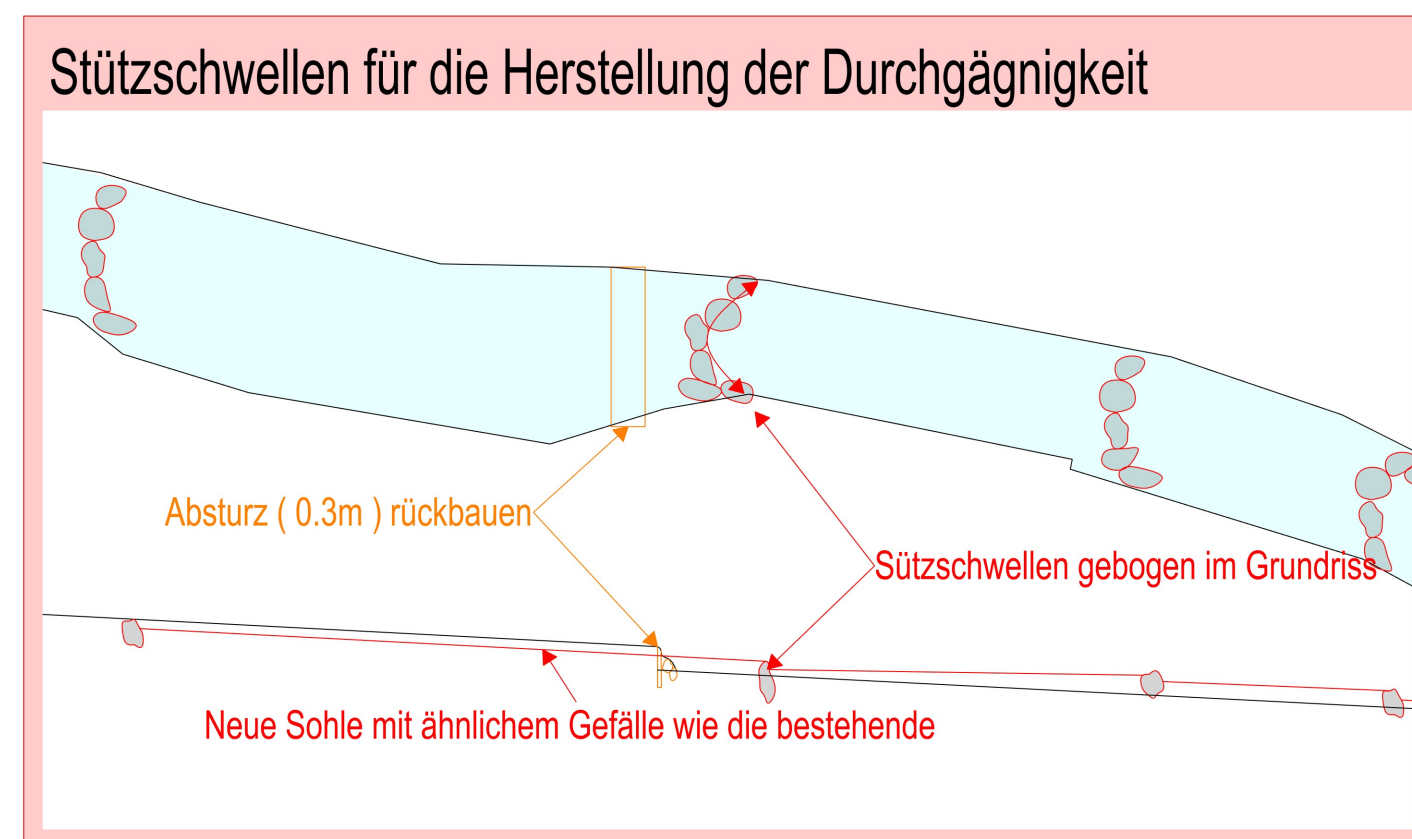 Stützschwellen für die Herstellung der Durchgägnigkeit
Absturz ( 0.3m ) rückbauen
Sützschwellen gebogen im Grundriss
Neue Sohle mit ähnlichem Gefälle wie die bestehende